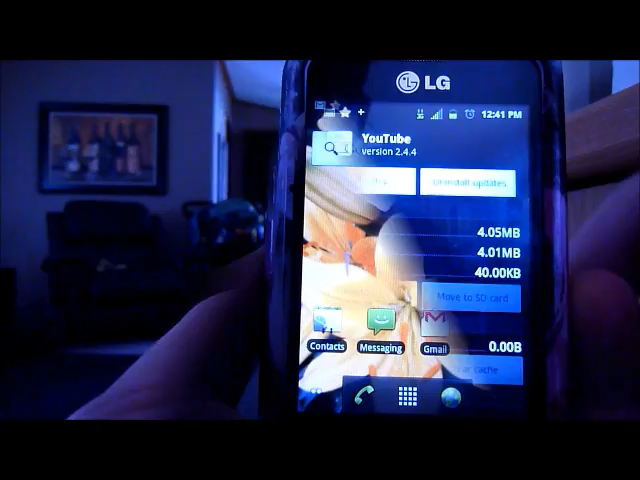 LG
12:41 PM
YouTube
version 2.4.4
Uninstall updates
4.05MB
4.01MB
40.00KB
Move to SD card
Contacts
Messaging
Gmail
0.00B
cache